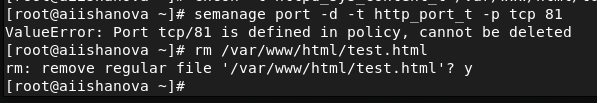 [root@aiishanova ~]# semanage port -d -t http_port_t -p tcp 81
ValueError: Port tcp/81 is defined in policy, cannot be deleted
[root@aiishanova ~]# rm /var/www/html/test.html
rm: remove regular file '/var/www/html/test.html'? y
[root@aiishanova ~]#